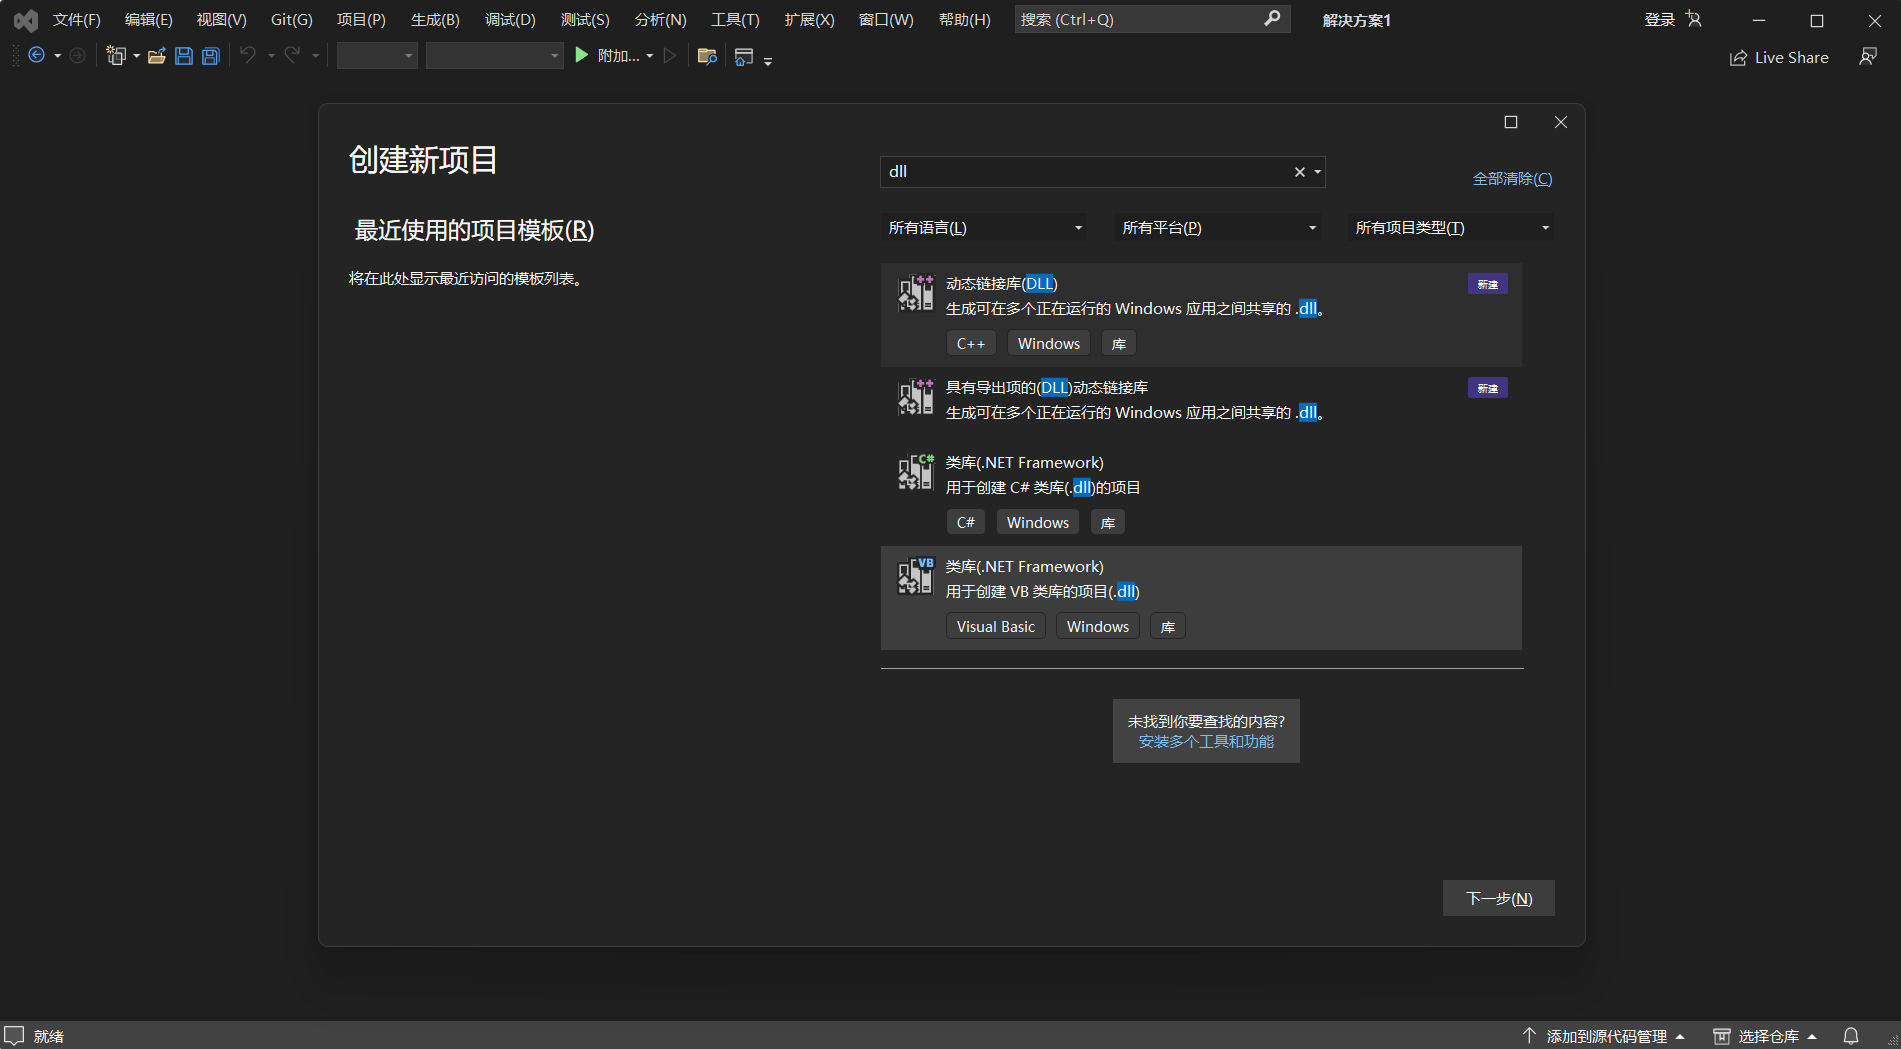 文件(F) 编辑(E) 视图(V) Git(G) 项目(P) 生成(B) 调试(D) 测试(S) 分析(N) 工具(T) 扩展(X) 窗口(W) 帮助(H) 搜索 (Ctrl+Q) 解决方案1 登录
附加... Live Share
创建新项目
dll
全部清除(C)
最近使用的项目模板(R)
所有语言(L) 所有平台(P) 所有项目类型(T)
将在此处显示最近访问的模板列表。
动态链接库(DLL) 新建
生成可在多个正在运行的 Windows 应用之间共享的 .dll。
C++ Windows 库
具有导出项的(DLL)动态链接库 新建
生成可在多个正在运行的 Windows 应用之间共享的 .dll。
C# 类库(.NET Framework)
用于创建 C# 类库(.dll)的项目
C# Windows 库
VB 类库(.NET Framework)
用于创建 VB 类库的项目(.dll)
Visual Basic Windows 库
未找到你要查找的内容?
安装多个工具和功能
下一步(N)
就绪 添加到源代码管理 选择仓库